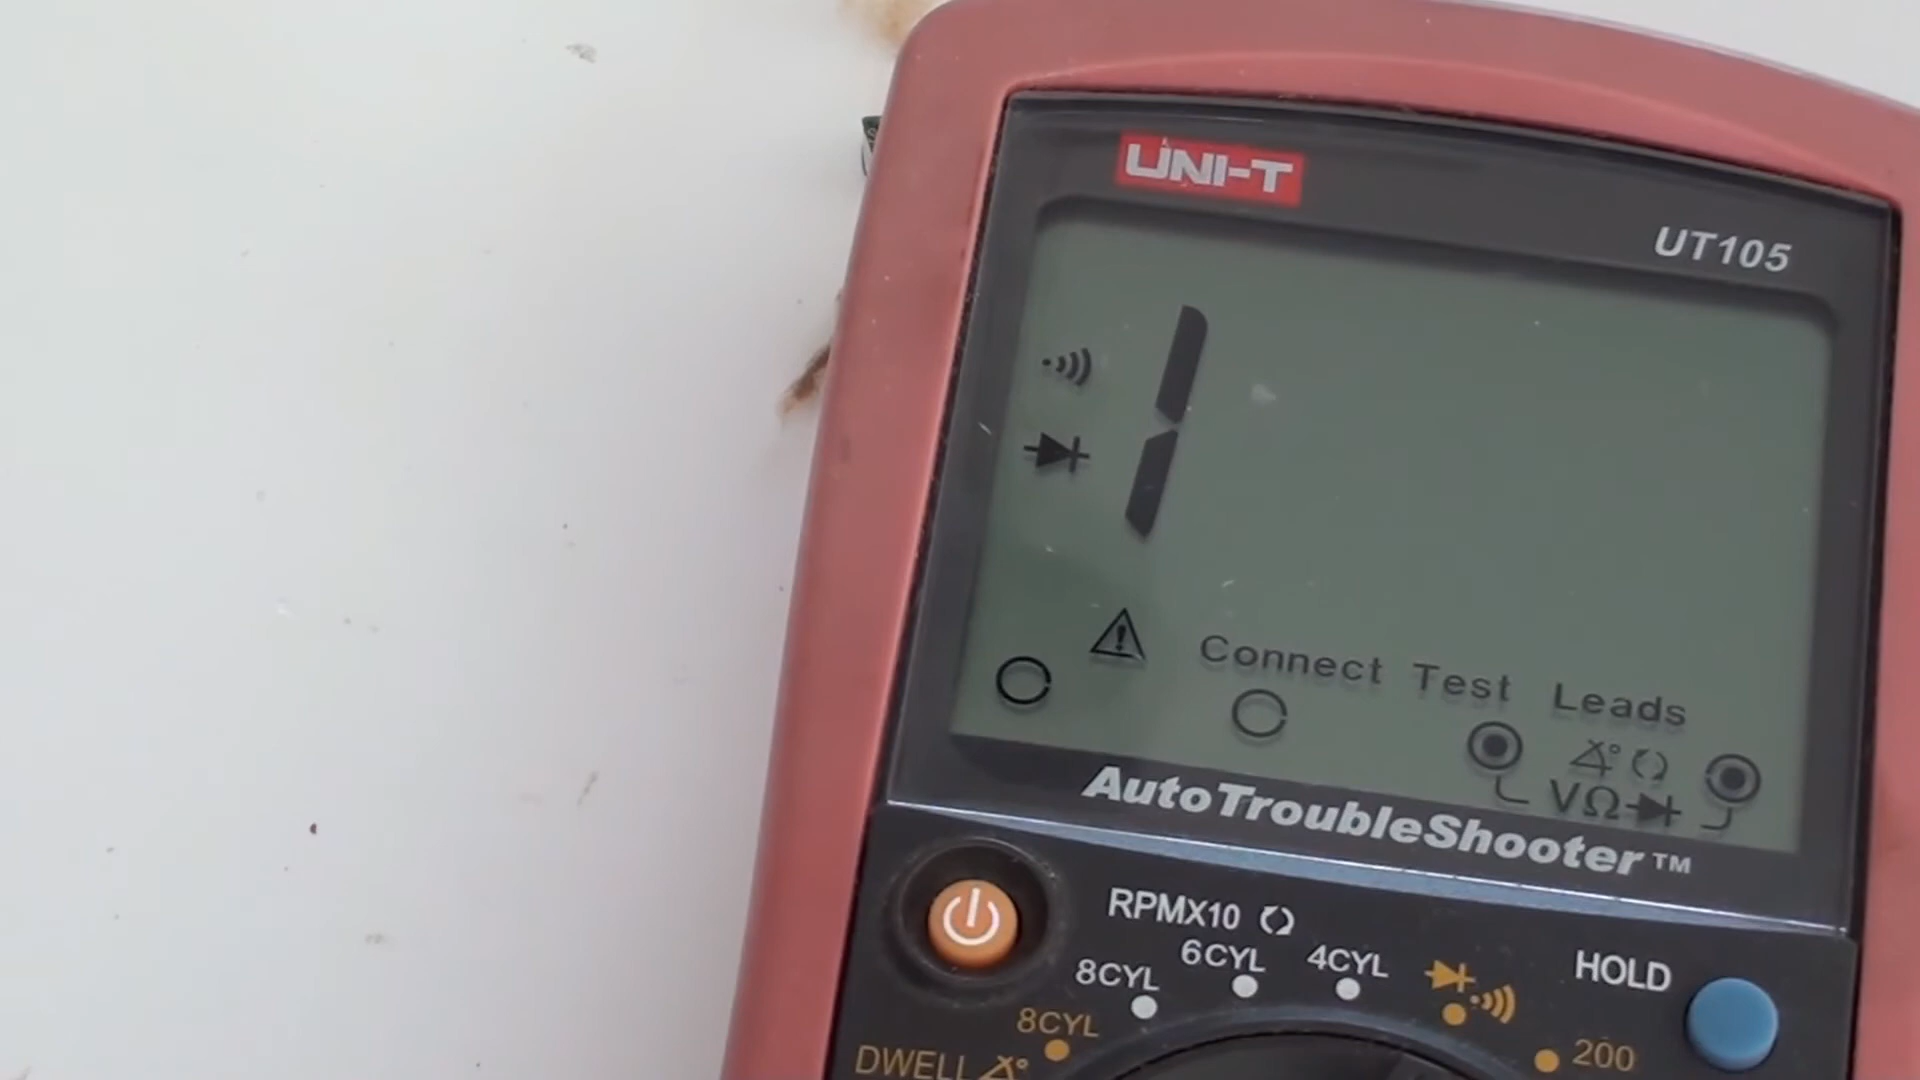 UNI-T
UT105
1
Connect Test Leads
VΩ
AutoTroubleShooter™
RPMX10
8CYL 6CYL 4CYL
HOLD
8CYL
DWELL
200